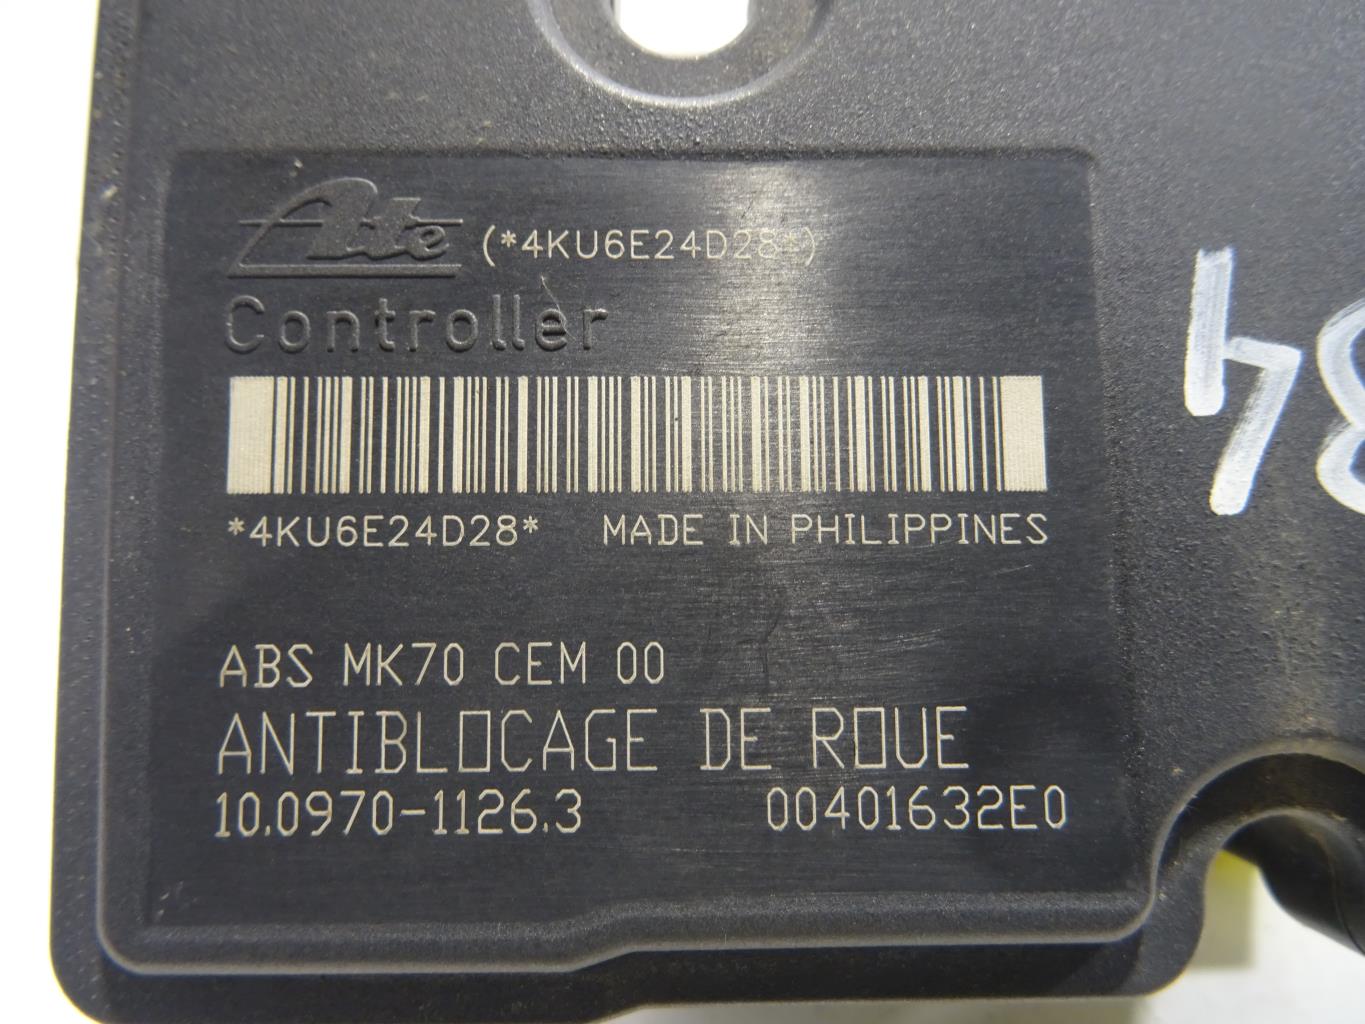 Ate (*4KU6E24D28*)
Controller
*4KU6E24D28* MADE IN PHILIPPINES
ABS MK70 CEM 00
ANTIBLOCAGE DE ROUE
10.0970-1126.3 00401632E0